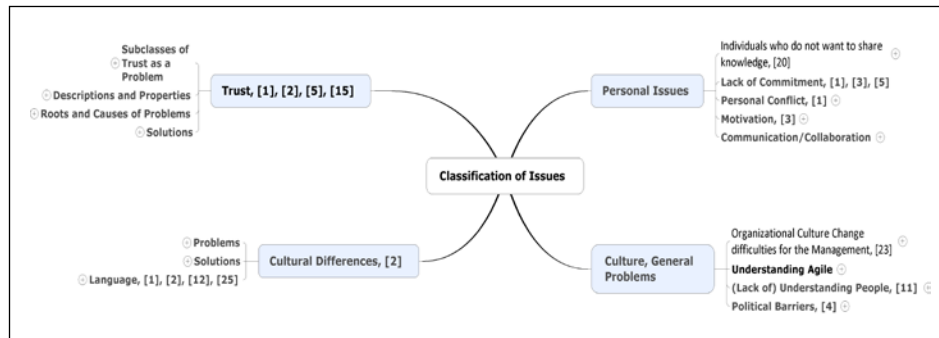 Subclasses of
Trust as a
Problem
Descriptions and Properties
Roots and Causes of Problems
Solutions
Trust, [1], [2], [5], [15]
Personal Issues
Individuals who do not want to share
knowledge, [20]
Lack of Commitment, [1], [3], [5]
Personal Conflict, [1]
Motivation, [3]
Communication/Collaboration
Classification of Issues
Problems
Solutions
Language, [1], [2], [12], [25]
Cultural Differences, [2]
Culture, General
Problems
Organizational Culture Change
difficulties for the Management, [23]
Understanding Agile
(Lack of) Understanding People, [11]
Political Barriers, [4]